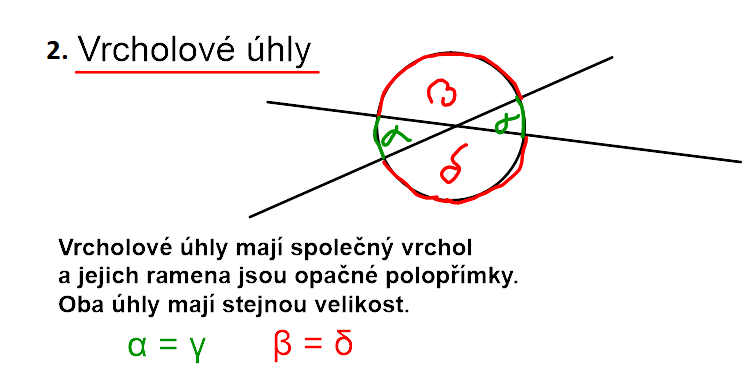 2. Vrcholové úhly
β
α α
δ
Vrcholové úhly mají společný vrchol
a jejich ramena jsou opačné polopřímky.
Oba úhly mají stejnou velikost.
α = γ β = δ